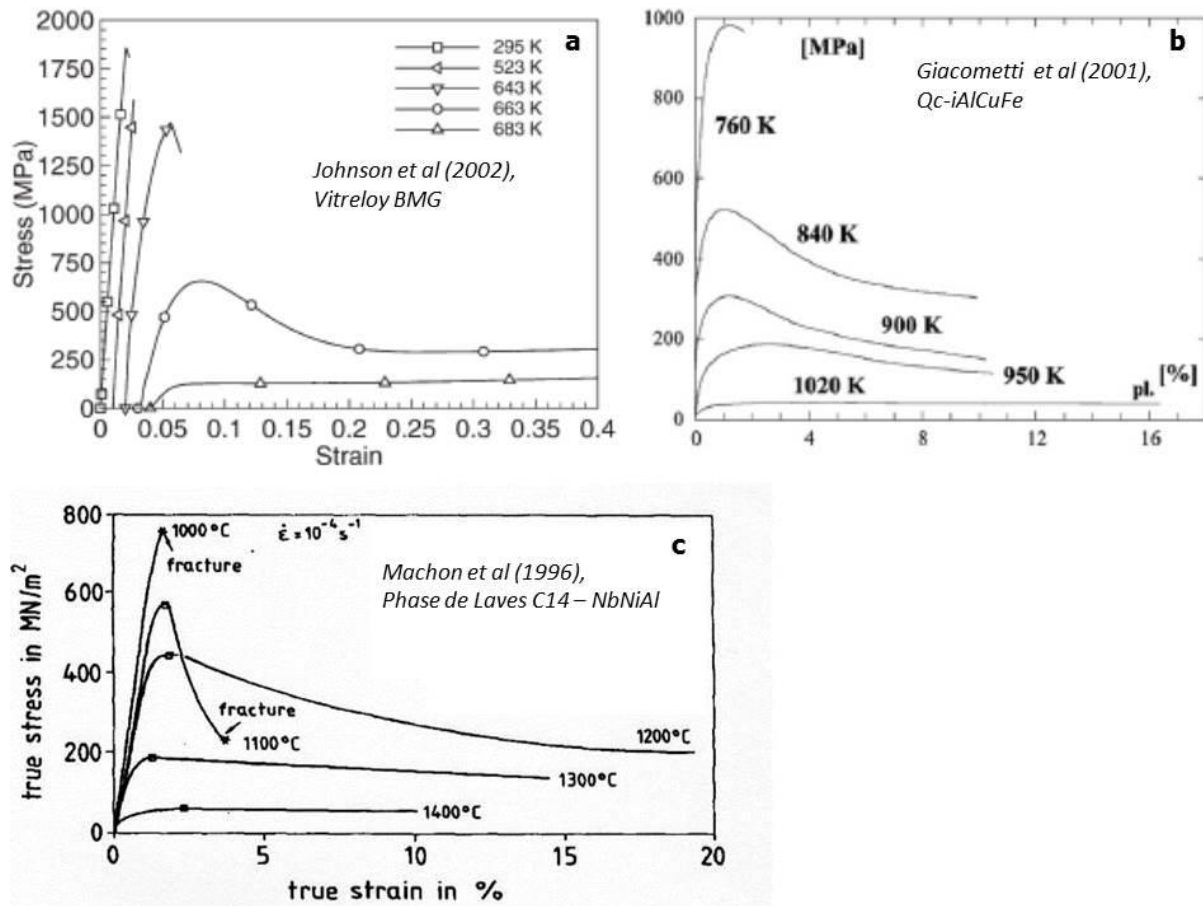 a
2000
1750
1500
1250
1000
750
500
250
0
Stress (MPa)
0
0.05
0.1
0.15
0.2
0.25
0.3
0.35
0.4
Strain
295 K
523 K
643 K
663 K
683 K
Johnson et al (2002),
Vitreloy BMG
b
1000
800
600
400
200
0
[MPa]
Giacometti et al (2001),
Qc-iAlCuFe
760 K
840 K
900 K
950 K
1020 K
pl. [%]
0
4
8
12
16
c
800
600
400
200
0
true stress in MN/m²
1000°C
fracture
ε̇ = 10⁻⁴ s⁻¹
Machon et al (1996),
Phase de Laves C14 – NbNiAl
fracture
1100°C
1200°C
1300°C
1400°C
0
5
10
15
20
true strain in %